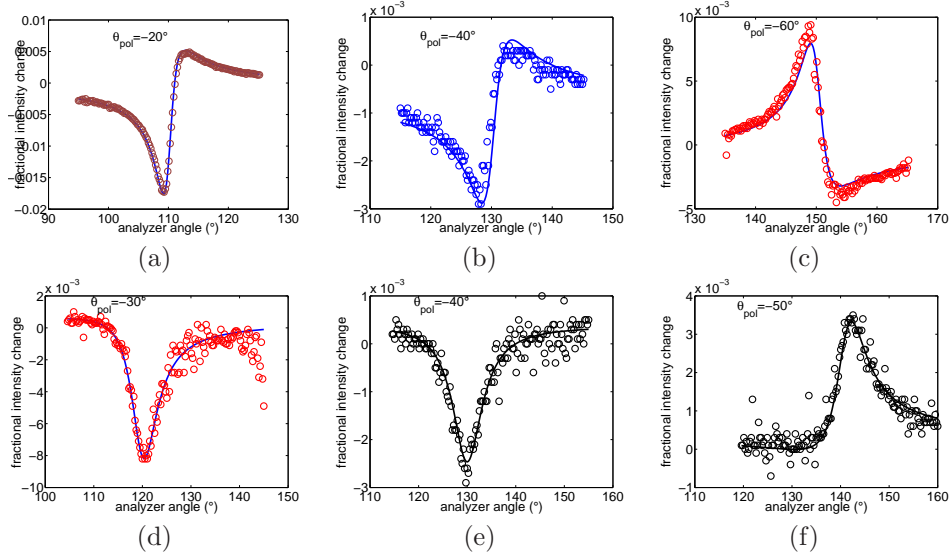 0.01
0.005
0
−0.005
−0.01
−0.015
−0.02
90 100 110 120 130
analyzer angle (°)
fractional intensity change
θpol=−20°
(a)
x 10−3
1
0
−1
−2
−3
110 120 130 140 150
analyzer angle (°)
fractional intensity change
θpol=−40°
(b)
x 10−3
10
5
0
−5
130 140 150 160 170
analyzer angle (°)
fractional intensity change
θpol=−60°
(c)
x 10−3
2
0
−2
−4
−6
−8
−10
100 110 120 130 140 150
analyzer angle (°)
fractional intensity change
θpol=−30°
(d)
x 10−3
1
0
−1
−2
−3
110 120 130 140 150 160
analyzer angle (°)
fractional intensity change
θpol=−40°
(e)
x 10−3
4
3
2
1
0
−1
110 120 130 140 150 160
analyzer angle (°)
fractional intensity change
θpol=−50°
(f)